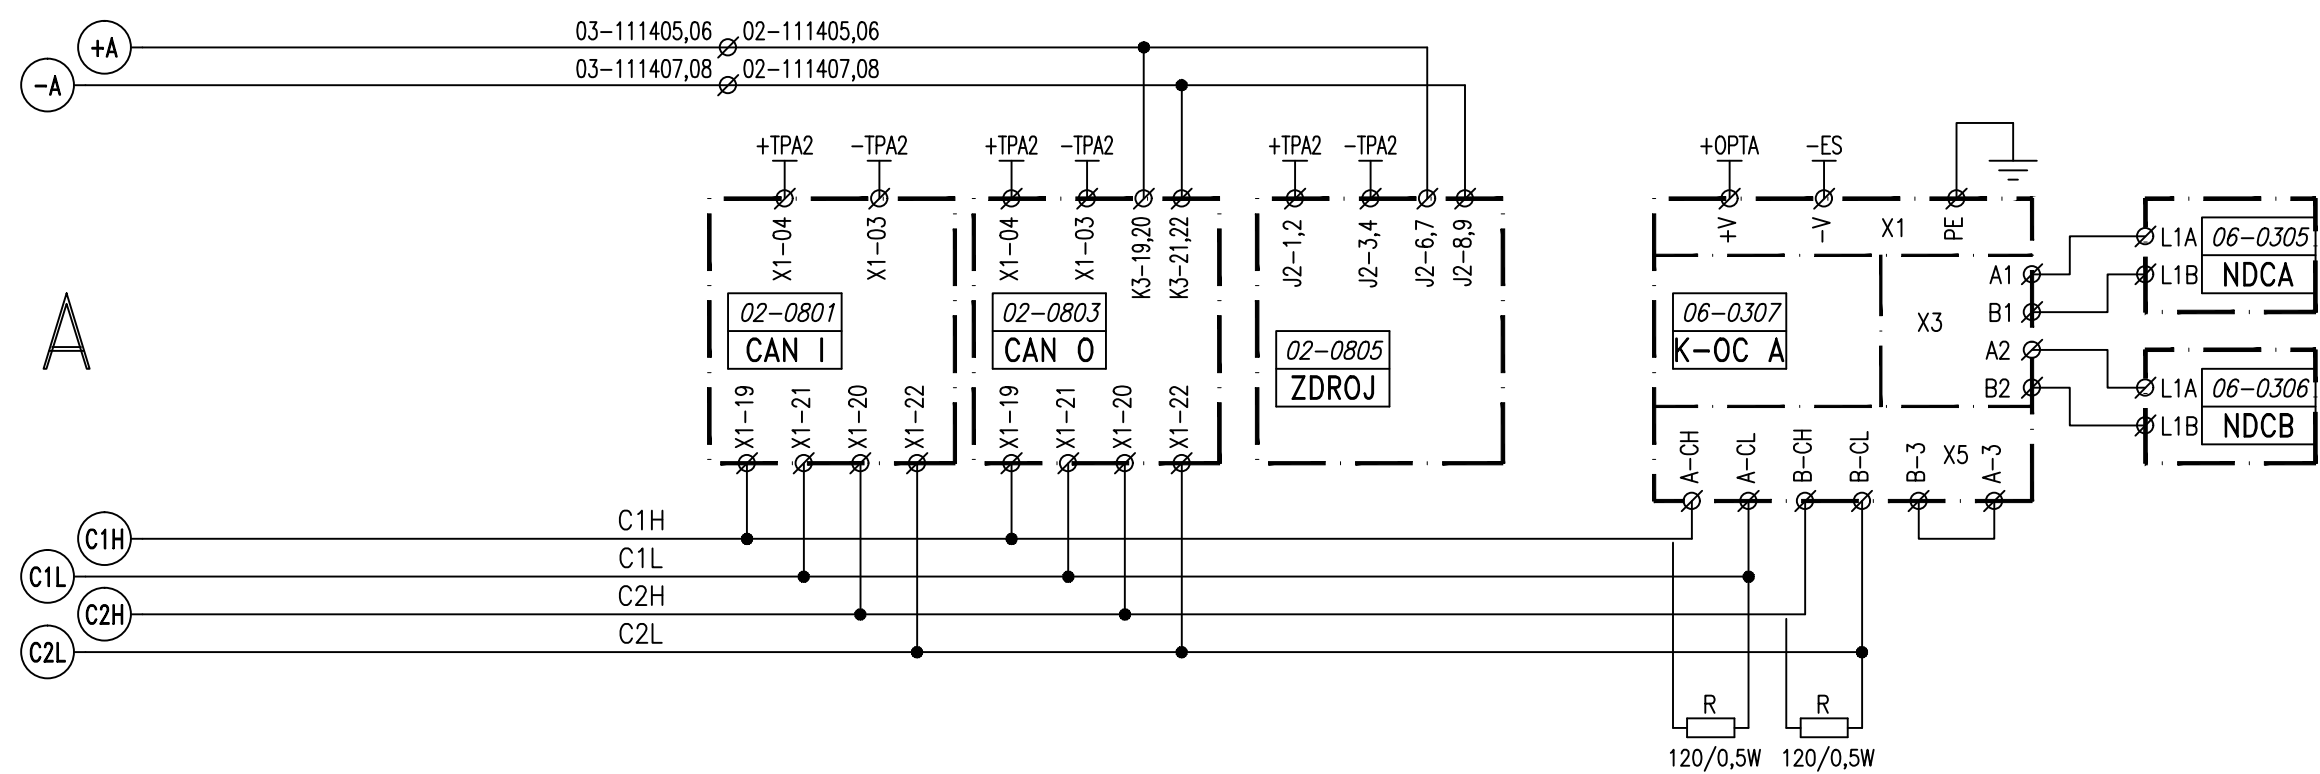 +A
03-111405,06 02-111405,06
-A
03-111407,08 02-111407,08
+TPA2 -TPA2 +TPA2 -TPA2 +TPA2 -TPA2 +OPTA -ES
X1-04 X1-03 X1-04 X1-03 K3-19,20 K3-21,22 J2-1,2 J2-3,4 J2-6,7 J2-8,9 +V -V X1 PE
L1A 06-0305
A1 L1B NDCA
A
02-0801 02-0803 06-0307 B1
X3
CAN I CAN O 02-0805 K-OC A A2
ZDROJ B2 L1A 06-0306
L1B NDCB
X1-19 X1-21 X1-20 X1-22 X1-19 X1-21 X1-20 X1-22
A-CH A-CL B-CH B-CL B-3 X5 A-3
C1H C1H
C1L C1L
C2H C2H
C2L C2L
R R
120/0,5W 120/0,5W